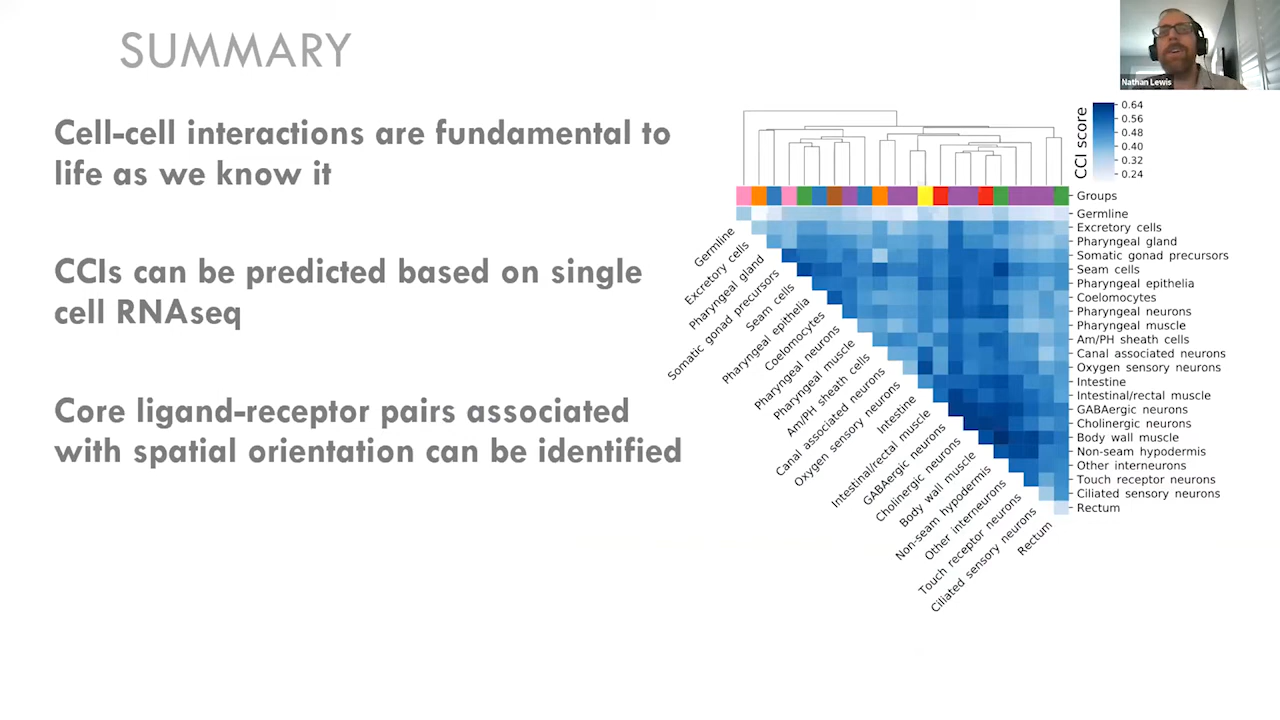 SUMMARY
Nathan Lewis
Cell-cell interactions are fundamental to
life as we know it
CCIs can be predicted based on single
cell RNAseq
Core ligand-receptor pairs associated
with spatial orientation can be identified
CCI score
0.64
0.56
0.48
0.40
0.32
0.24
Groups
Germline
Excretory cells
Pharyngeal gland
Somatic gonad precursors
Seam cells
Pharyngeal epithelia
Coelomocytes
Pharyngeal neurons
Pharyngeal muscle
Am/PH sheath cells
Canal associated neurons
Oxygen sensory neurons
Intestine
Intestinal/rectal muscle
GABAergic neurons
Cholinergic neurons
Body wall muscle
Non-seam hypodermis
Other interneurons
Touch receptor neurons
Ciliated sensory neurons
Rectum
Germline
Excretory cells
Pharyngeal gland
Somatic gonad precursors
Seam cells
Pharyngeal epithelia
Coelomocytes
Pharyngeal neurons
Pharyngeal muscle
Am/PH sheath cells
Canal associated neurons
Oxygen sensory neurons
Intestine
Intestinal/rectal muscle
GABAergic neurons
Cholinergic neurons
Body wall muscle
Non-seam hypodermis
Other interneurons
Touch receptor neurons
Ciliated sensory neurons
Rectum